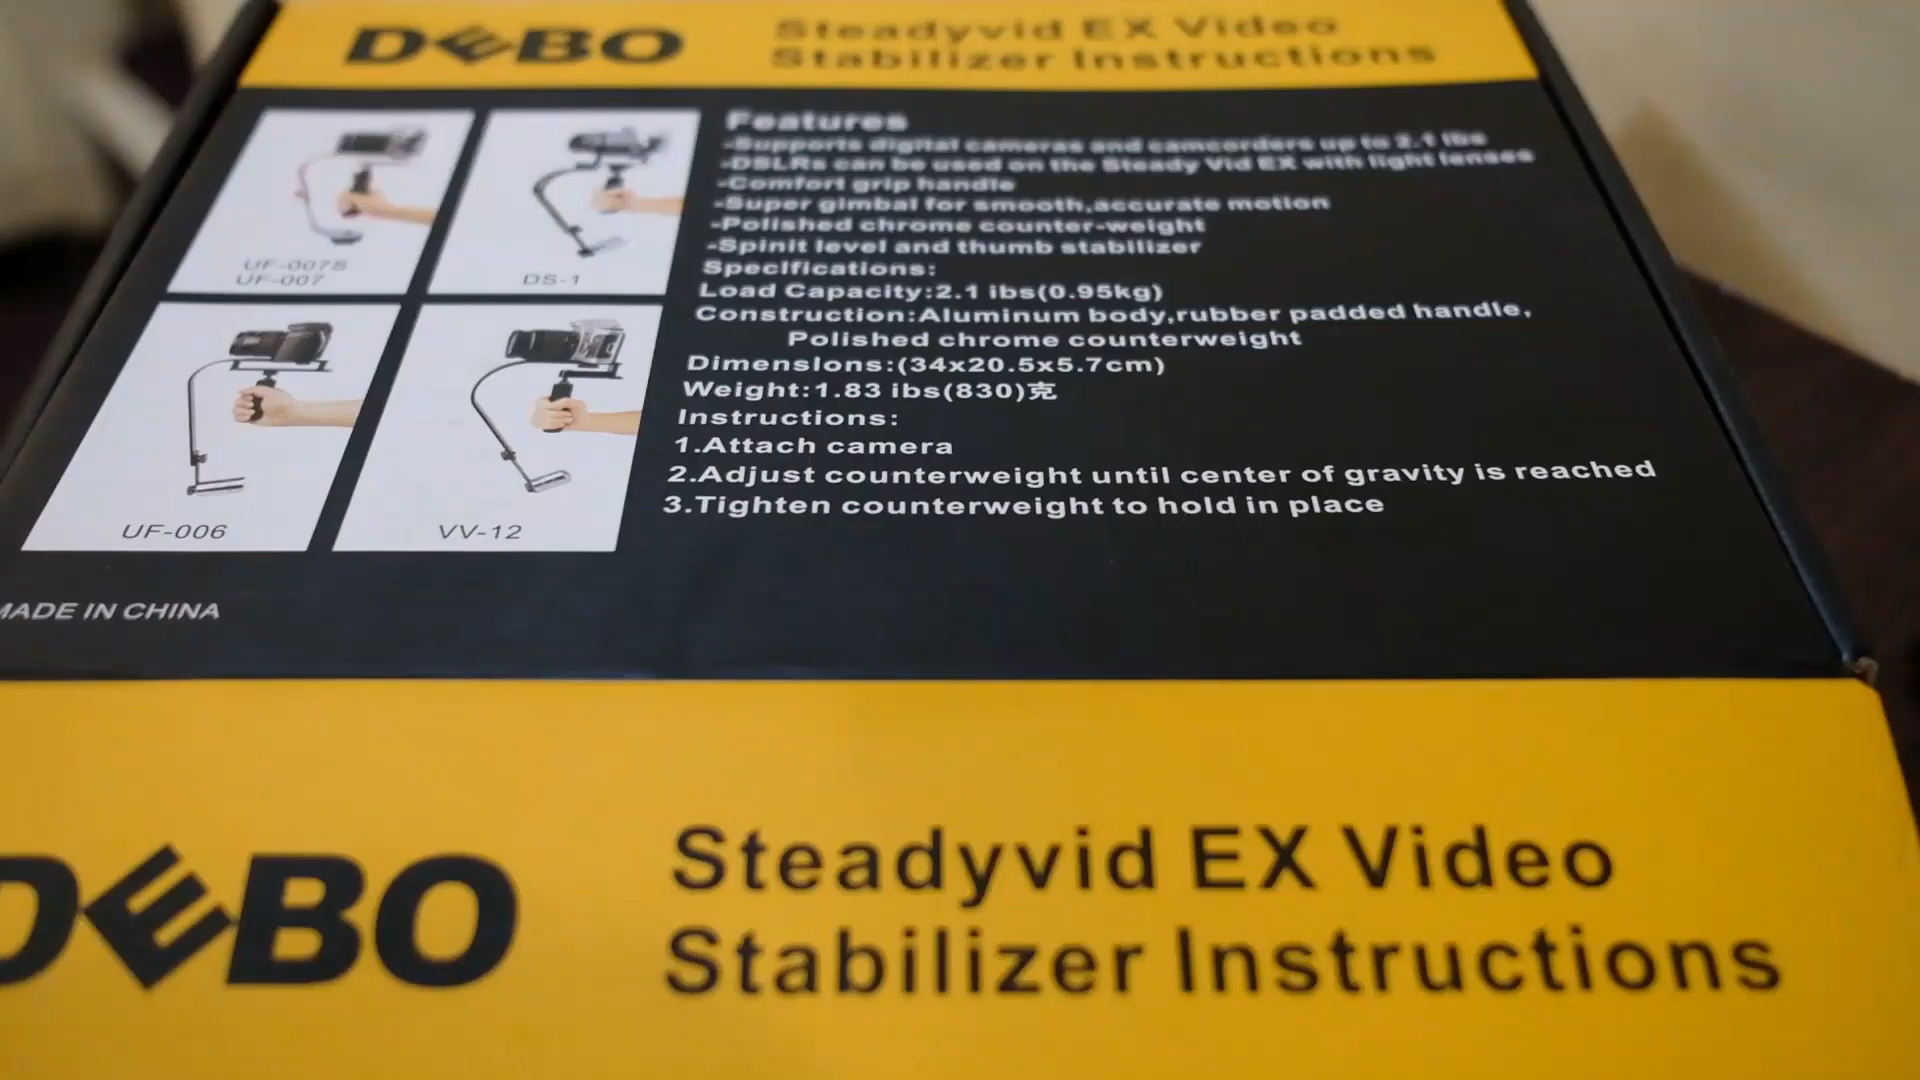 DEBO
Steadyvid EX Video
Stabilizer Instructions
UF-007S
UF-007
DS-1
UF-006
VV-12
Features
-Supports digital cameras and camcorders up to 2.1 lbs
-DSLRs can be used on the Steady Vid EX with light lenses
-Comfort grip handle
-Super gimbal for smooth,accurate motion
-Polished chrome counter-weight
-Spinit level and thumb stabilizer
Specifications:
Load Capacity:2.1 ibs(0.95kg)
Construction:Aluminum body,rubber padded handle,
Polished chrome counterweight
Dimensions:(34x20.5x5.7cm)
Weight:1.83 ibs(830)克
Instructions:
1.Attach camera
2.Adjust counterweight until center of gravity is reached
3.Tighten counterweight to hold in place
MADE IN CHINA
DEBO
Steadyvid EX Video
Stabilizer Instructions